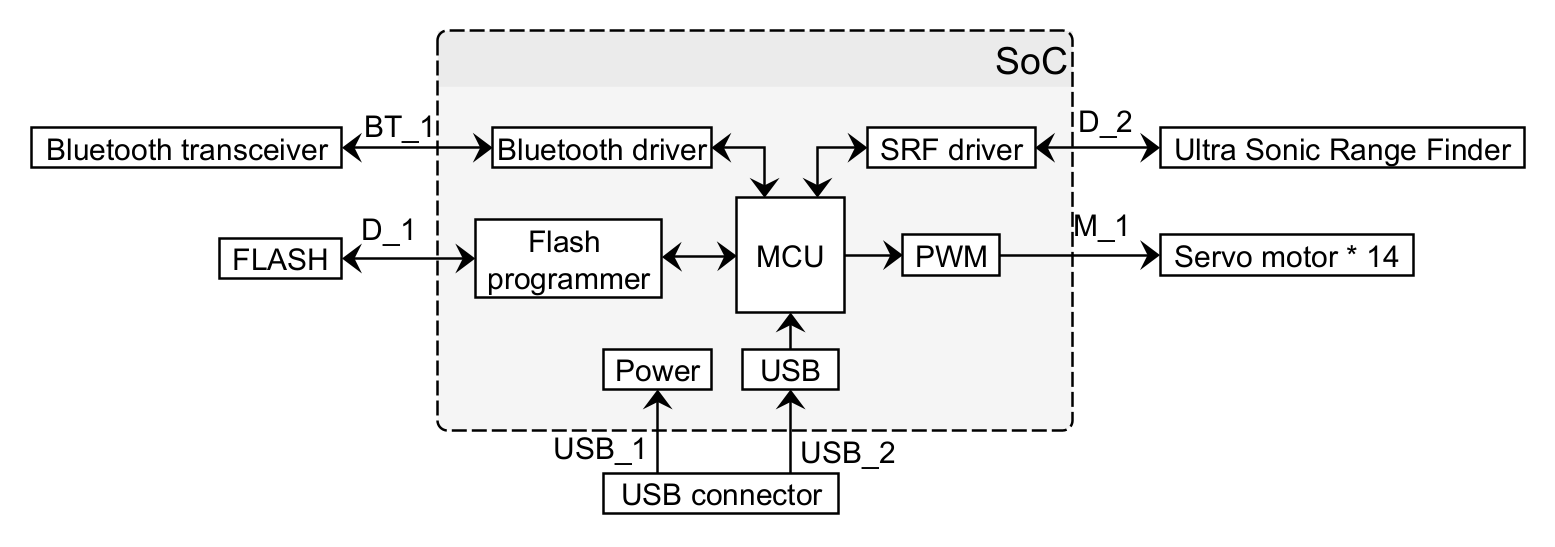 SoC
BT_1
D_2
Bluetooth transceiver
Bluetooth driver
SRF driver
Ultra Sonic Range Finder
D_1
M_1
FLASH
Flash
programmer
MCU
PWM
Servo motor * 14
Power
USB
USB_1
USB_2
USB connector